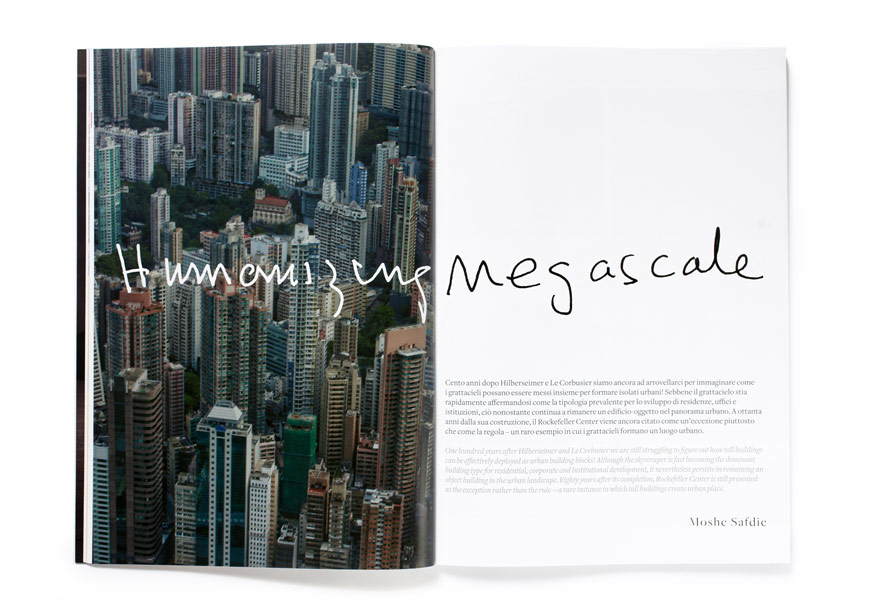 Humanizing Megascale
Cento anni dopo Hilberseimer e Le Corbusier siamo ancora ad arrovellarci per immaginare come
i grattacieli possano essere messi insieme per formare isolati urbani! Sebbene il grattacielo stia
rapidamente affermandosi come la tipologia prevalente per lo sviluppo di residenze, uffici e
istituzioni, ciò nonostante continua a rimanere un edificio-oggetto nel panorama urbano. A ottanta
anni dalla sua costruzione, il Rockefeller Center viene ancora citato come un'eccezione piuttosto
che come la regola – un raro esempio in cui i grattacieli formano un luogo urbano.
One hundred years after Hilberseimer and Le Corbusier we are still struggling to figure out how tall buildings
can be effectively deployed as urban building blocks! Although the skyscraper is fast becoming the dominant
building type for residential, corporate and institutional development, it nevertheless persists in remaining an
object building in the urban landscape. Eighty years after its completion, Rockefeller Center is still presented
as the exception rather than the rule – a rare instance in which tall buildings create urban place.
Moshe Safdie